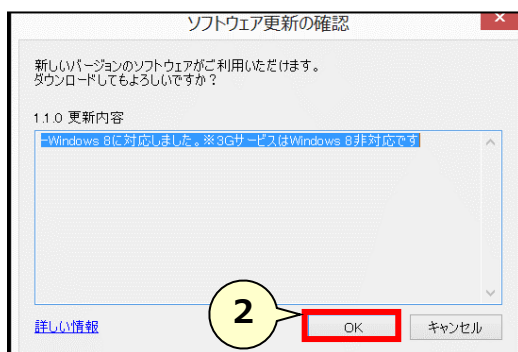 ソフトウェア更新の確認
新しいバージョンのソフトウェアがご利用いただけます。
ダウンロードしてもよろしいですか？
1.1.0 更新内容
-Windows 8に対応しました。※3GサービスはWindows 8非対応です
2
詳しい情報
OK
キャンセル